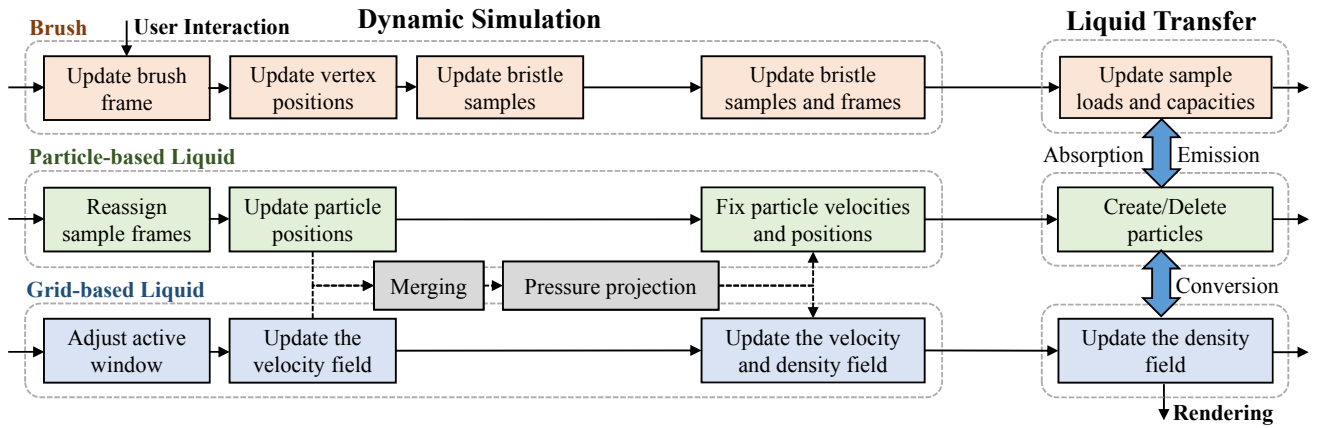 Dynamic Simulation
Liquid Transfer
Brush
User Interaction
Update brush
frame
Update vertex
positions
Update bristle
samples
Update bristle
samples and frames
Update sample
loads and capacities
Absorption
Emission
Particle-based Liquid
Reassign
sample frames
Update particle
positions
Fix particle velocities
and positions
Create/Delete
particles
Merging
Pressure projection
Conversion
Grid-based Liquid
Adjust active
window
Update the
velocity field
Update the velocity
and density field
Update the density
field
Rendering